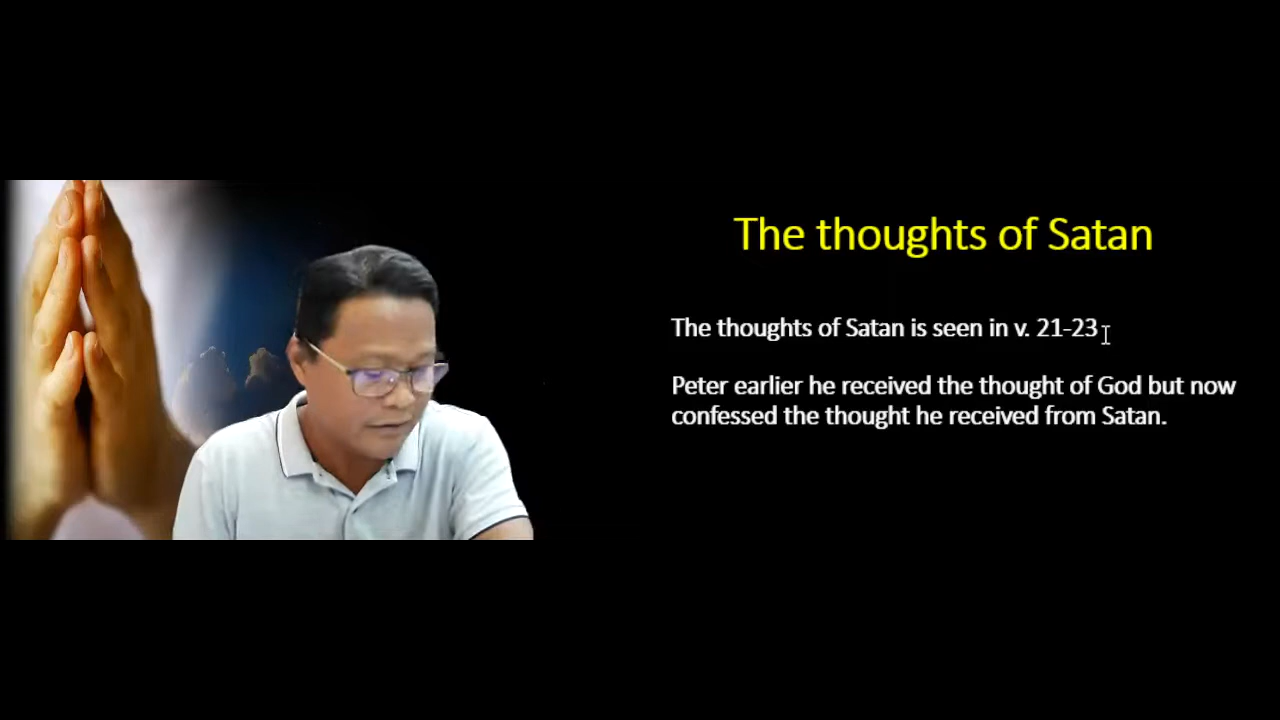 The thoughts of Satan
The thoughts of Satan is seen in v. 21-23
Peter earlier he received the thought of God but now
confessed the thought he received from Satan.